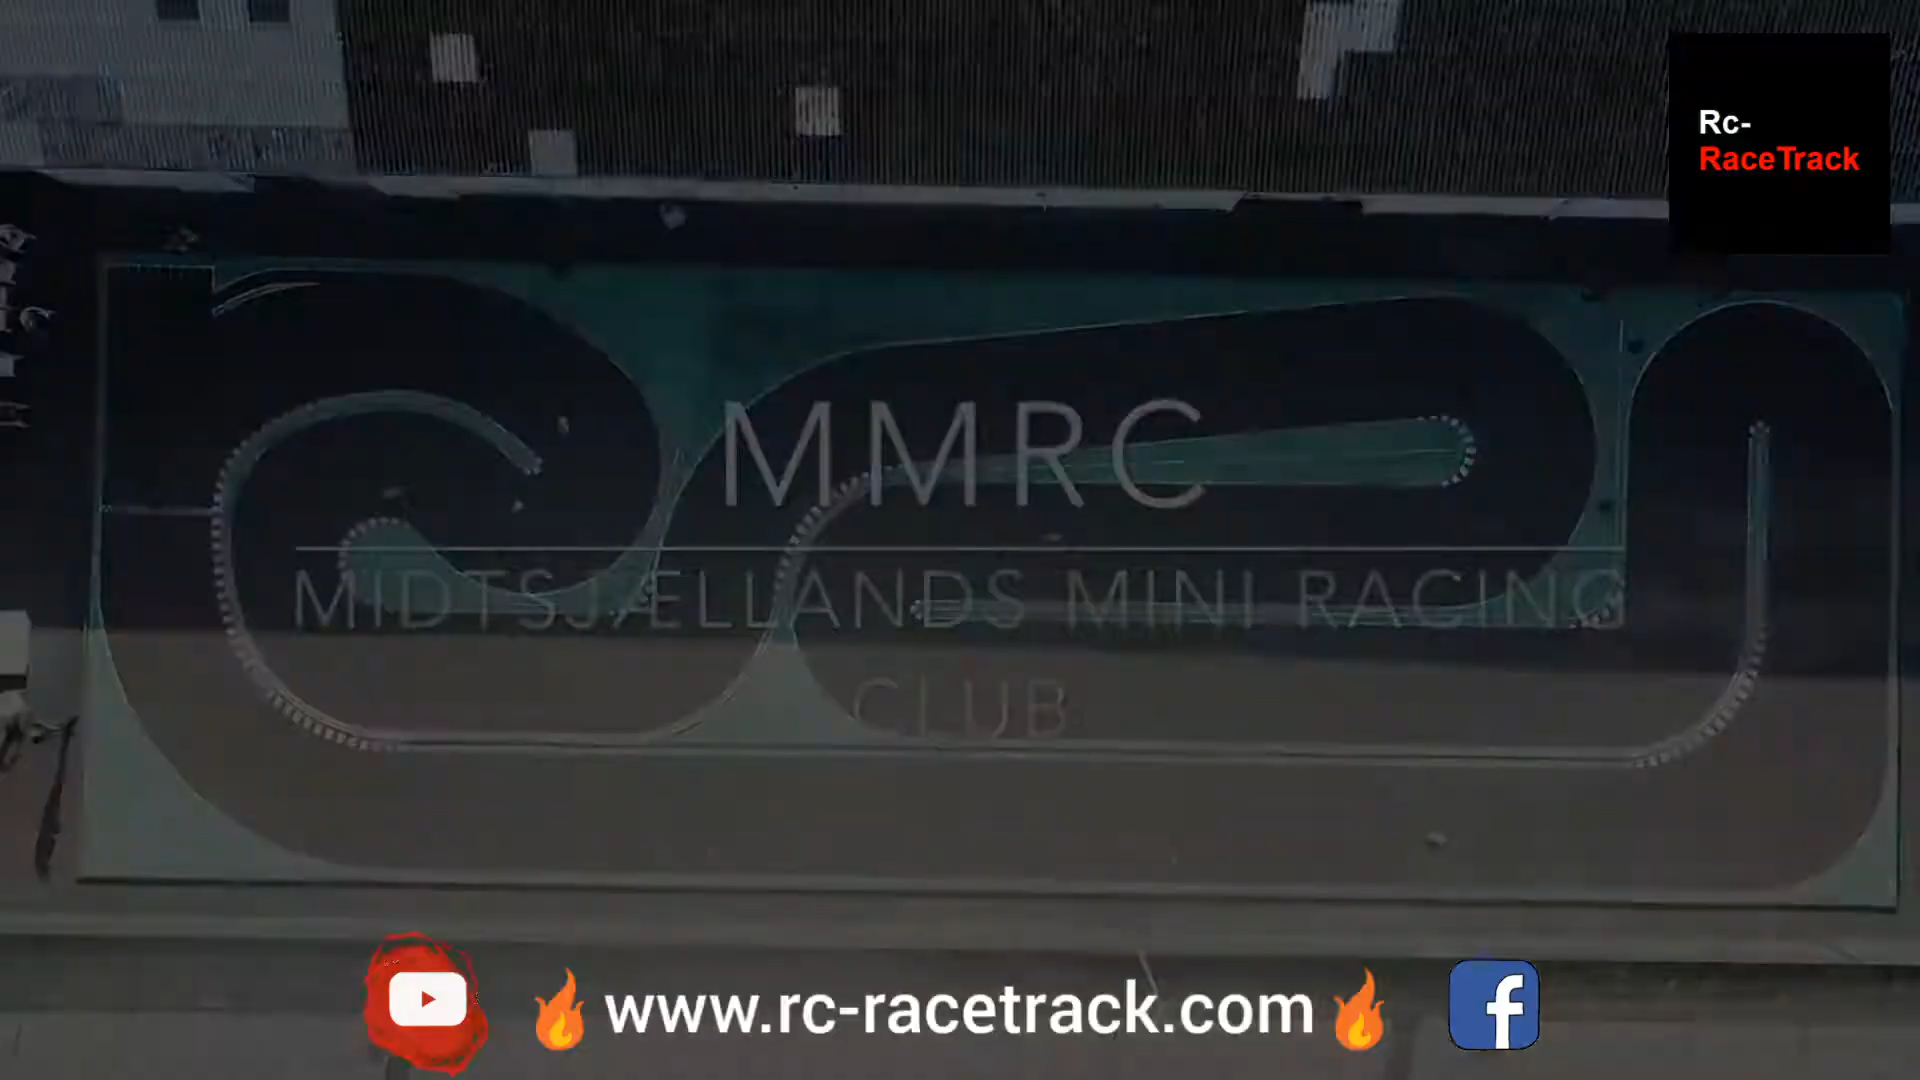 Rc-
RaceTrack
MMRC
MIDTSJÆLLANDS MINI RACING
CLUB
www.rc-racetrack.com